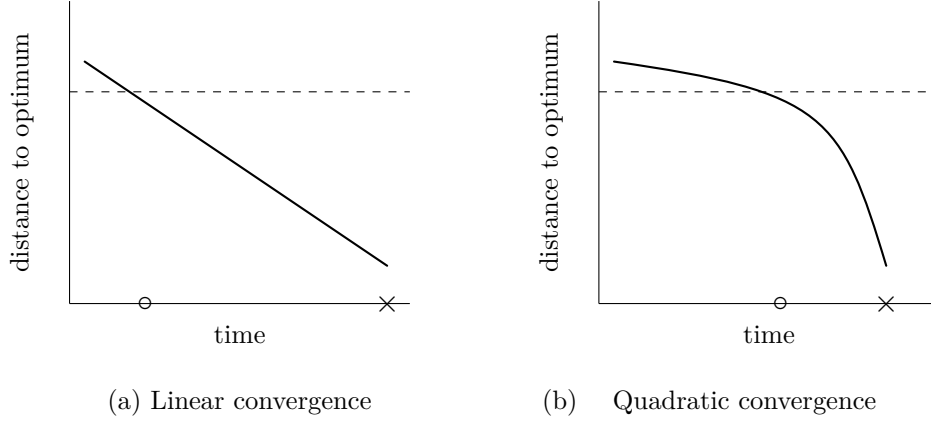 distance to optimum
time
(a) Linear convergence
distance to optimum
time
(b) Quadratic convergence